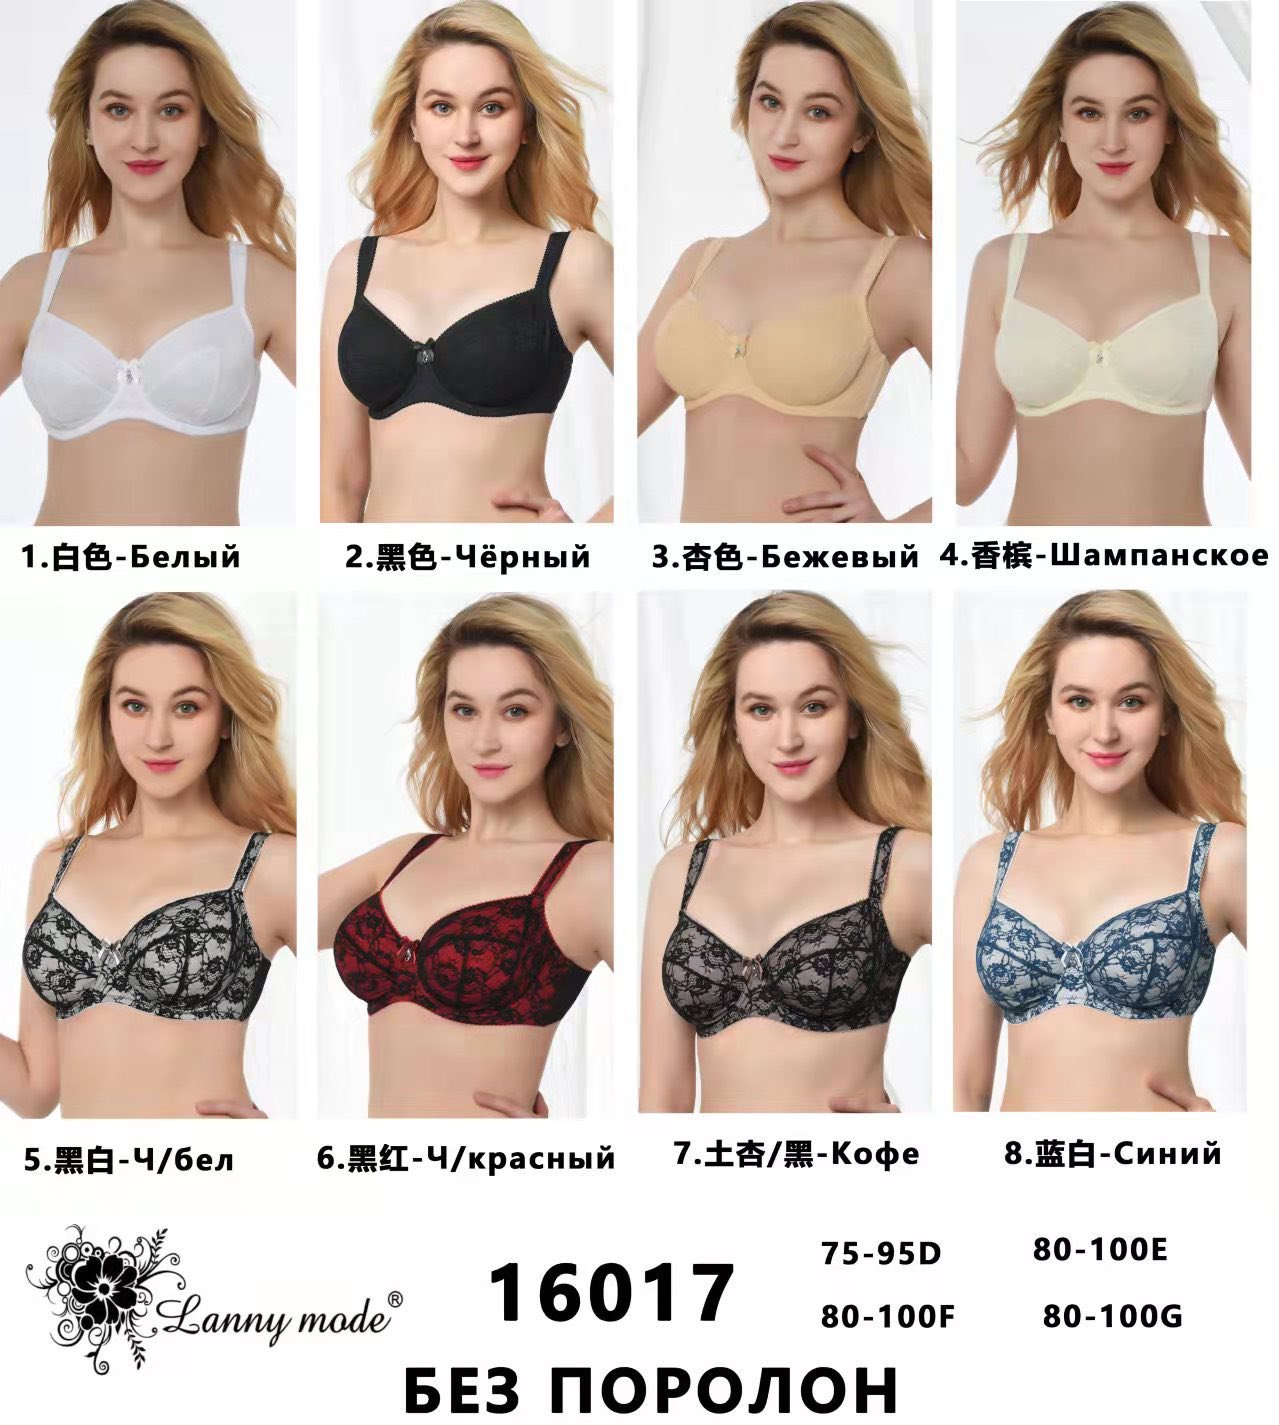 1.白色-Белый
2.黑色-Чёрный
3.杏色-Бежевый
4.香槟-Шампанское
5.黑白-Ч/бел
6.黑红-Ч/красный
7.土杏/黑-Кофе
8.蓝白-Синий
Lanny mode®
16017
75-95D
80-100E
80-100F
80-100G
БЕЗ ПОРОЛОН